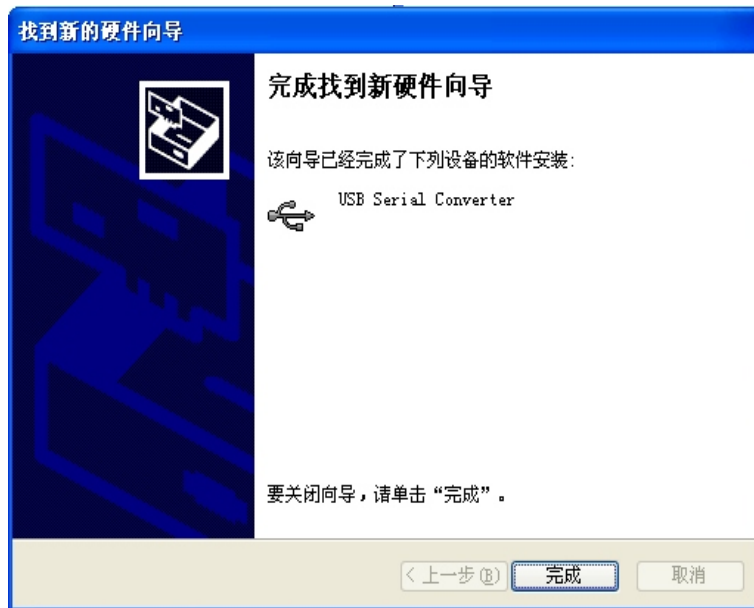 找到新的硬件向导
完成找到新硬件向导
该向导已经完成了下列设备的软件安装:
USB Serial Converter
要关闭向导，请单击“完成”。
< 上一步(B)
完成
取消